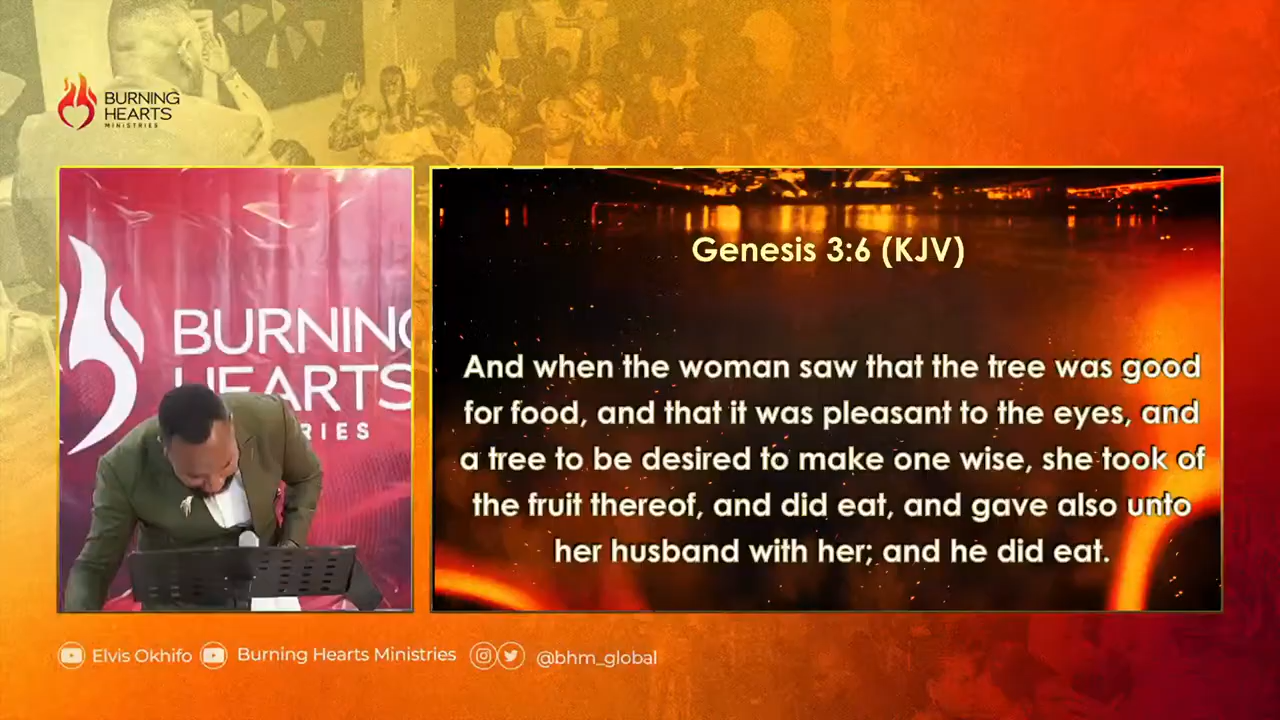 BURNING
HEARTS
MINISTRIES
BURNING
HEARTS
RIES
Genesis 3:6 (KJV)
And when the woman saw that the tree was good
for food, and that it was pleasant to the eyes, and
a tree to be desired to make one wise, she took of
the fruit thereof, and did eat, and gave also unto
her husband with her; and he did eat.
Elvis Okhifo Burning Hearts Ministries @bhm_global